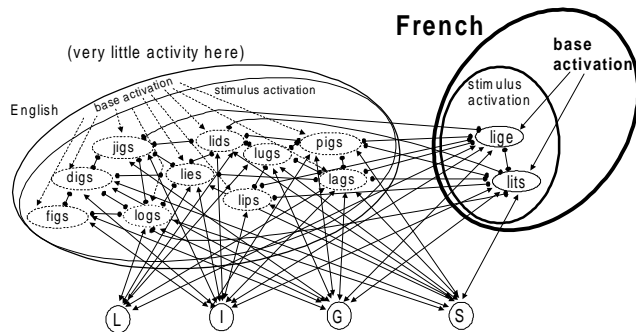 French
(very little activity here)
base
activation
English
base activation
stimulus activation
stimulus
activation
jigs
lids
lugs
pigs
lige
digs
lies
lags
lits
figs
logs
lips
L
I
G
S